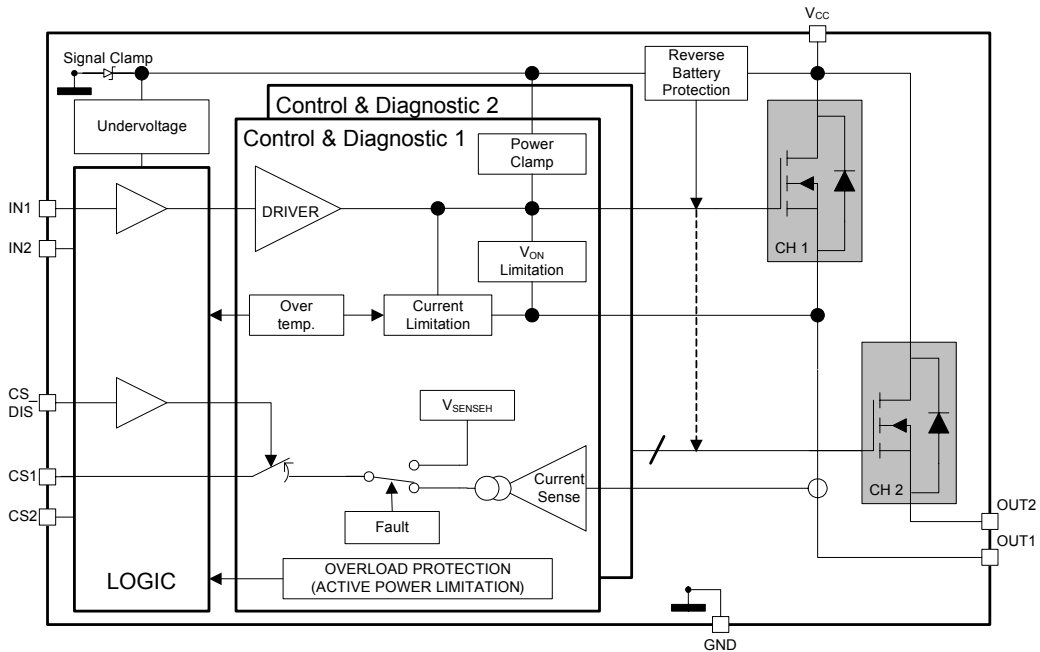 VCC
Signal Clamp
Reverse
Battery
Protection
Control & Diagnostic 2
Undervoltage
Control & Diagnostic 1
Power
Clamp
IN1
DRIVER
IN2
CH 1
VON
Limitation
Over
temp.
Current
Limitation
CS_
DIS
VSENSEH
CS1
Current
Sense
CH 2
OUT2
CS2
Fault
OUT1
LOGIC
OVERLOAD PROTECTION
(ACTIVE POWER LIMITATION)
GND